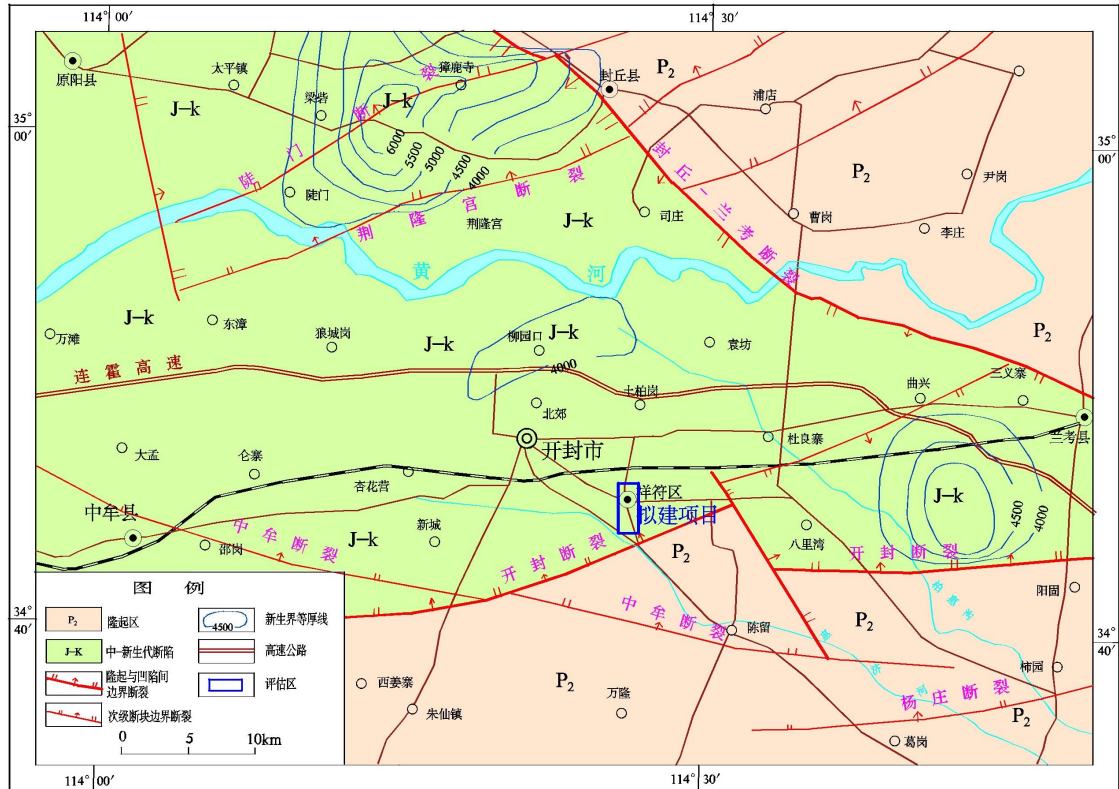 114° 00′
114° 30′
原阳县
太平镇
獐鹿寺
封丘县
P₂
浦店
梁砦
J—k
J—k
断
裂
门
陡
35°
00′
35°
00′
6000
5500
5000
4500
4000
P₂
尹岗
陡门
荆隆宫断裂
荆隆宫
J—k
司庄
曹岗
李庄
封丘-兰考断裂
黄河
J—k
东漳
万滩
狼城岗
J—k
柳园口
J—k
袁坊
P₂
连霍高速
4000
土柏岗
曲兴
三义寨
北郊
兰考县
开封市
杜良寨
大孟
仑寨
杏花营
祥符区
拟建项目
J—k
4500
4000
中牟县
邵岗
中牟断裂
J—k
新城
开封断裂
P₂
八里湾
开封断裂
阳固
图 例
P₂ 隆起区
4500 新生界等厚线
J—K 中—新生代断陷
高速公路
隆起与凹陷间
边界断裂
评估区
次级断块边界断裂
0 5 10km
中牟断裂
陈留
P₂
34°
40′
34°
40′
柿园
西姜寨
朱仙镇
P₂
万隆
杨庄断裂
P₂
葛岗
114° 00′
114° 30′